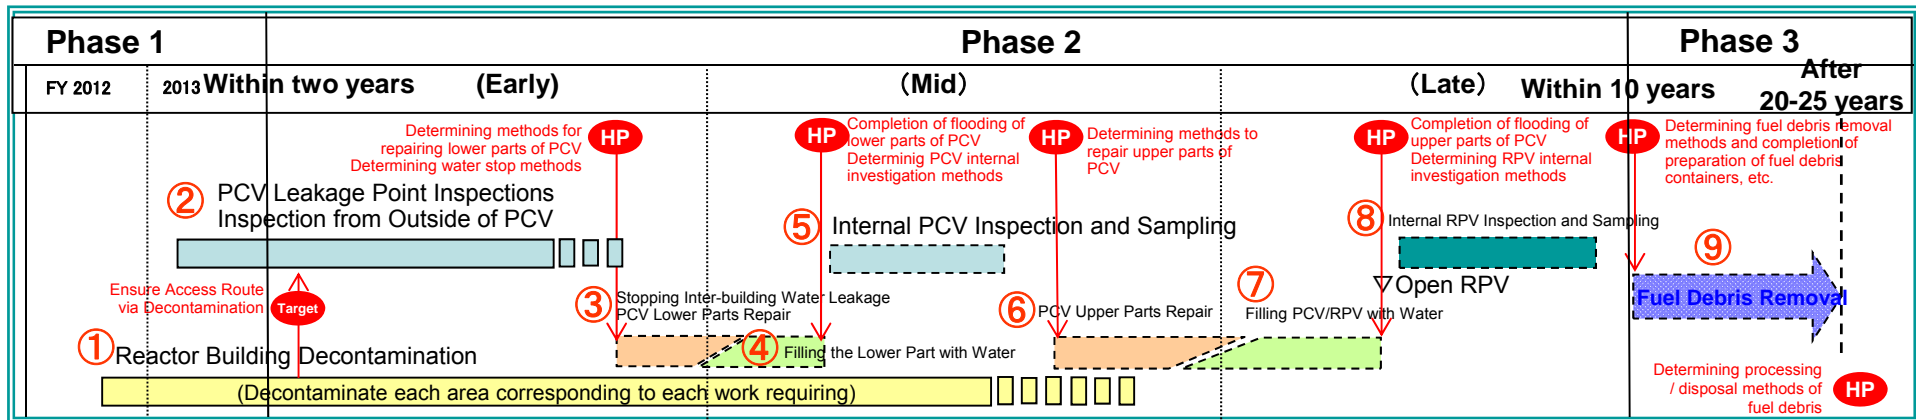 Phase 1
Phase 2
Phase 3
FY 2012
2013
Within two years
(Early)
(Mid)
(Late)
Within 10 years
After
20-25 years
Determining methods for
repairing lower parts of PCV
Determining water stop methods
HP
HP
Completion of flooding of
lower parts of PCV
Determining PCV internal
investigation methods
HP
Determining methods to
repair upper parts of
PCV
HP
Completion of flooding of
upper parts of PCV
Determining RPV internal
investigation methods
HP
Determining fuel debris removal
methods and completion of
preparation of fuel debris
containers, etc.
②
PCV Leakage Point Inspections
Inspection from Outside of PCV
⑤
Internal PCV Inspection and Sampling
⑧
Internal RPV Inspection and Sampling
▽Open RPV
⑨
Fuel Debris Removal
Ensure Access Route
via Decontamination
Target
③
Stopping Inter-building Water Leakage
PCV Lower Parts Repair
④
Filling the Lower Part with Water
⑥
PCV Upper Parts Repair
⑦
Filling PCV/RPV with Water
①
Reactor Building Decontamination
(Decontaminate each area corresponding to each work requiring)
Determining processing
/ disposal methods of
fuel debris
HP